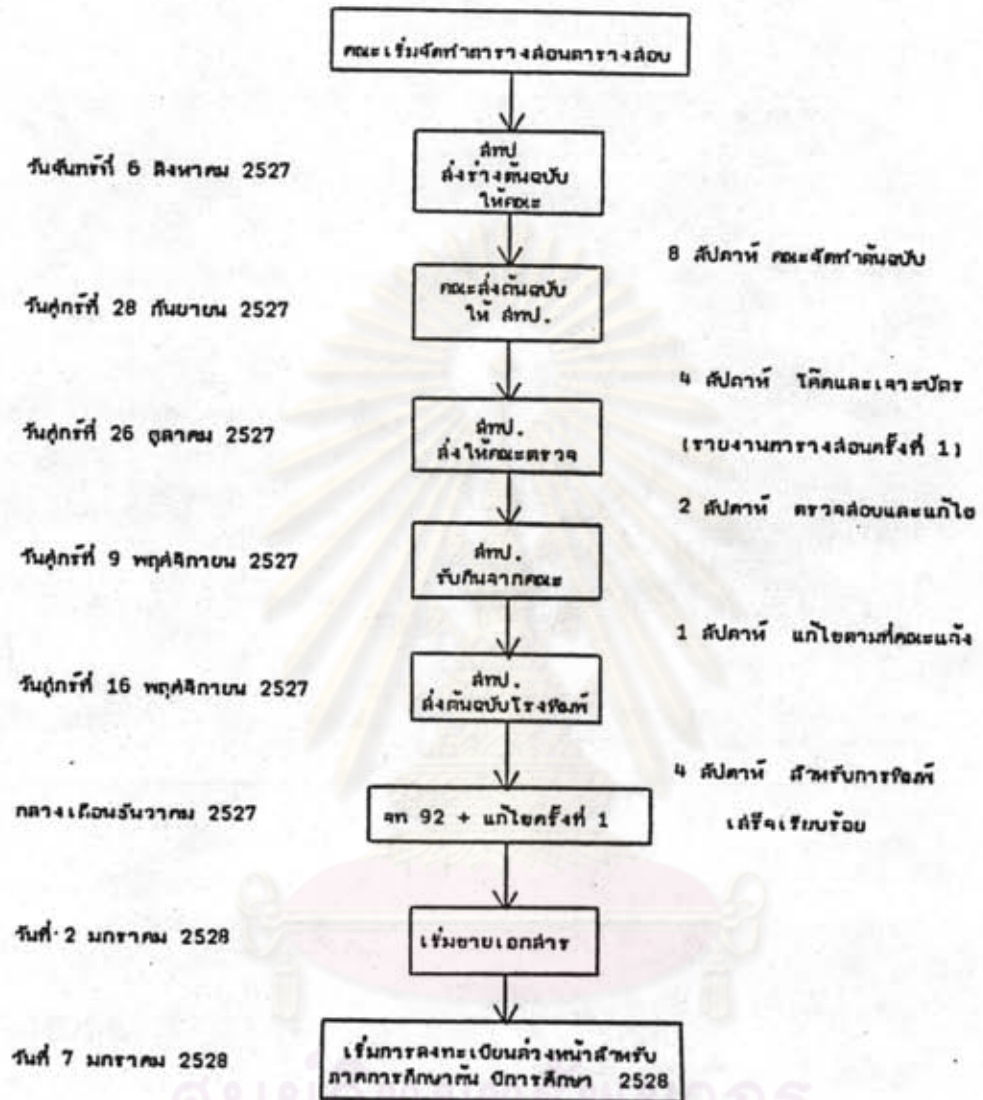 คณะเริ่มจัดทำตารางสอนตารางสอบ
วันจันทร์ที่ 6 สิงหาคม 2527
สทป
ส่งร่างต้นฉบับ
ให้คณะ
8 สัปดาห์ คณะจัดทำต้นฉบับ
วันศุกร์ที่ 28 กันยายน 2527
คณะส่งต้นฉบับ
ให้ สทป.
4 สัปดาห์ โค๊ดและเจาะบัตร
วันศุกร์ที่ 26 ตุลาคม 2527
สทป.
ส่งให้คณะตรวจ
(รายงานตารางสอนครั้งที่ 1)
2 สัปดาห์ ตรวจสอบและแก้ไข
วันศุกร์ที่ 9 พฤศจิกายน 2527
สทป.
รับคืนจากคณะ
1 สัปดาห์ แก้ไขตามที่คณะแจ้ง
วันศุกร์ที่ 16 พฤศจิกายน 2527
สทป.
ส่งต้นฉบับโรงพิมพ์
4 สัปดาห์ สำหรับการพิมพ์
เสร็จเรียบร้อย
กลางเดือนธันวาคม 2527
จท 92 + แก้ไขครั้งที่ 1
วันที่ 2 มกราคม 2528
เริ่มขายเอกสาร
วันที่ 7 มกราคม 2528
เริ่มการลงทะเบียนล่วงหน้าสำหรับ
ภาคการศึกษาต้น ปีการศึกษา 2528